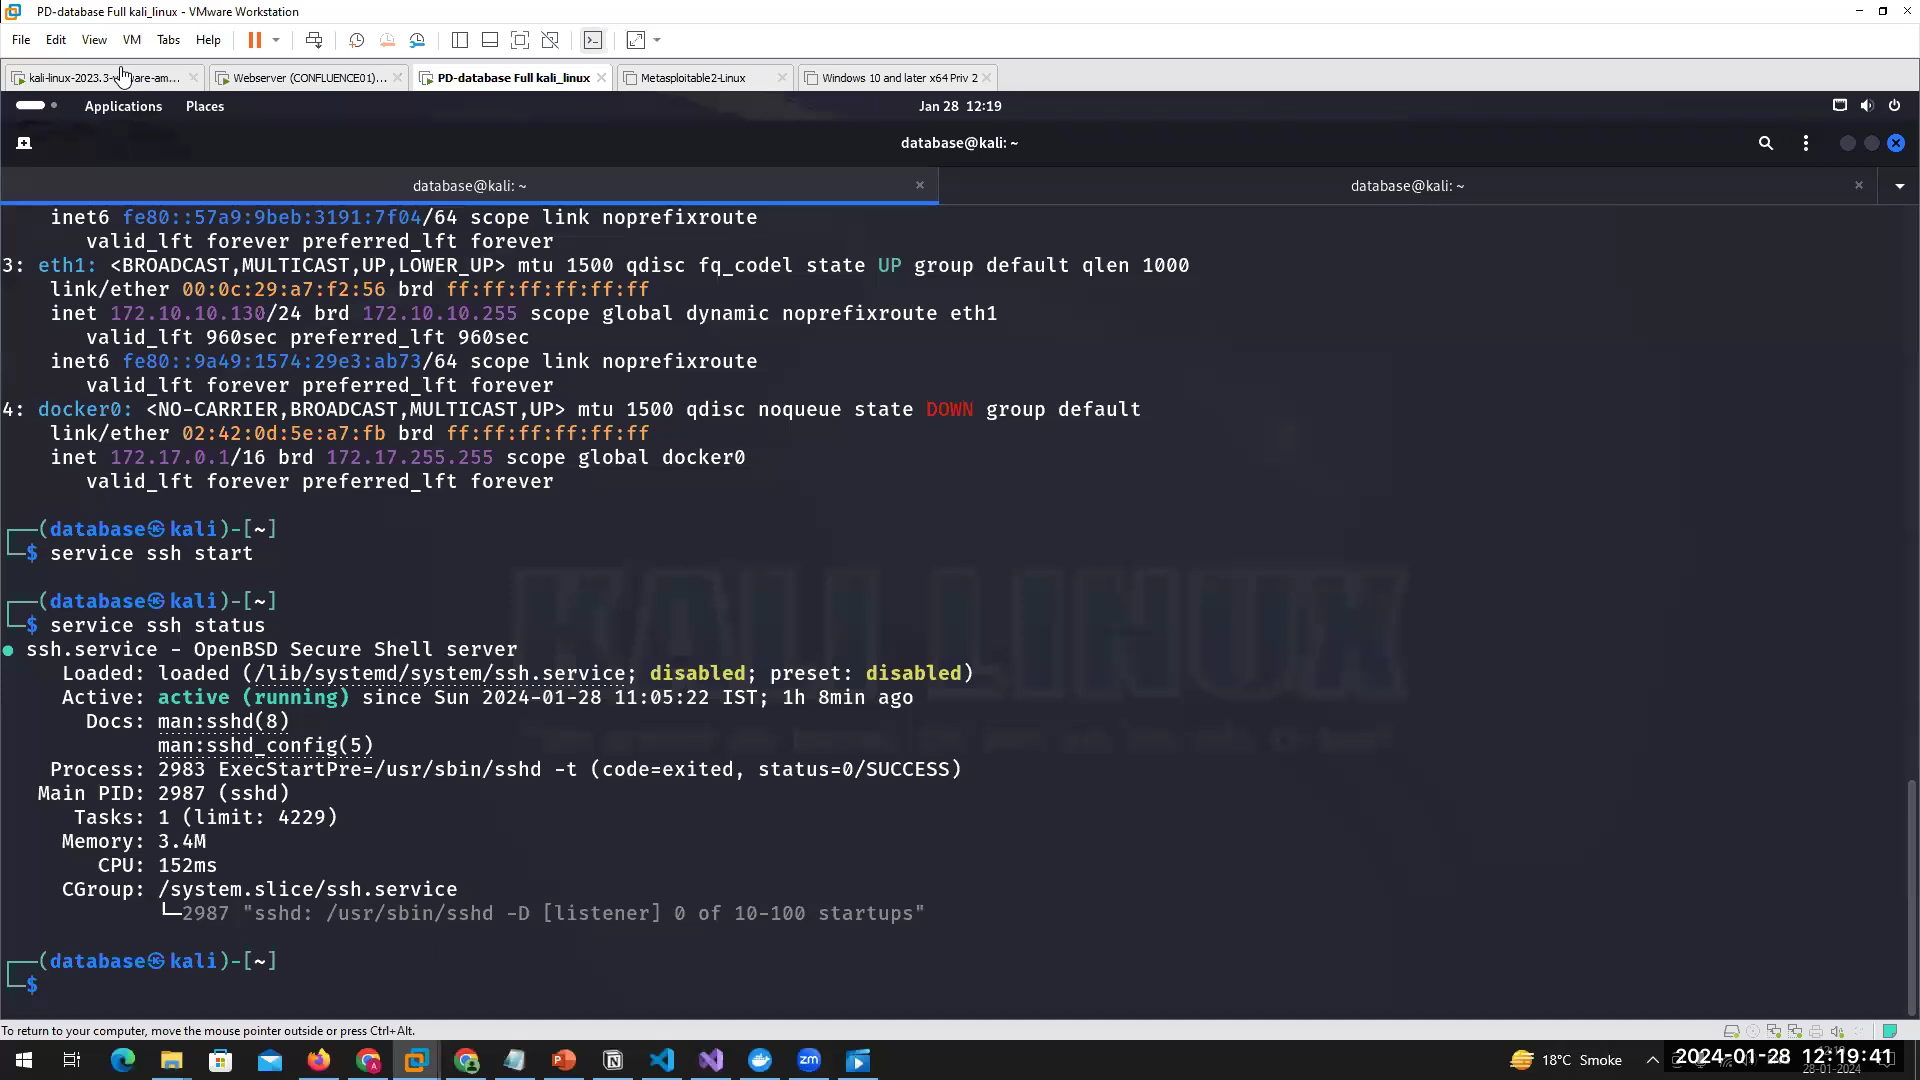 PD-database Full kali_linux - VMware Workstation
File Edit View VM Tabs Help
kali-linux-2023.3-vmware-am... Webserver (CONFLUENCE01)... PD-database Full kali_linux Metasploitable2-Linux Windows 10 and later x64 Priv 2
Applications Places Jan 28 12:19
database@kali: ~
database@kali: ~ database@kali: ~
inet6 fe80::57a9:9beb:3191:7f04/64 scope link noprefixroute
valid_lft forever preferred_lft forever
3: eth1: <BROADCAST,MULTICAST,UP,LOWER_UP> mtu 1500 qdisc fq_codel state UP group default qlen 1000
link/ether 00:0c:29:a7:f2:56 brd ff:ff:ff:ff:ff:ff
inet 172.10.10.130/24 brd 172.10.10.255 scope global dynamic noprefixroute eth1
valid_lft 960sec preferred_lft 960sec
inet6 fe80::9a49:1574:29e3:ab73/64 scope link noprefixroute
valid_lft forever preferred_lft forever
4: docker0: <NO-CARRIER,BROADCAST,MULTICAST,UP> mtu 1500 qdisc noqueue state DOWN group default
link/ether 02:42:0d:5e:a7:fb brd ff:ff:ff:ff:ff:ff
inet 172.17.0.1/16 brd 172.17.255.255 scope global docker0
valid_lft forever preferred_lft forever
┌──(database㉿kali)-[~]
└─$ service ssh start
┌──(database㉿kali)-[~]
└─$ service ssh status
● ssh.service - OpenBSD Secure Shell server
Loaded: loaded (/lib/systemd/system/ssh.service; disabled; preset: disabled)
Active: active (running) since Sun 2024-01-28 11:05:22 IST; 1h 8min ago
Docs: man:sshd(8)
man:sshd_config(5)
Process: 2983 ExecStartPre=/usr/sbin/sshd -t (code=exited, status=0/SUCCESS)
Main PID: 2987 (sshd)
Tasks: 1 (limit: 4229)
Memory: 3.4M
CPU: 152ms
CGroup: /system.slice/ssh.service
└─2987 "sshd: /usr/sbin/sshd -D [listener] 0 of 10-100 startups"
┌──(database㉿kali)-[~]
└─$
KALI LINUX
To return to your computer, move the mouse pointer outside or press Ctrl+Alt.
18°C Smoke 2024-01-28 12:19:41
28-01-2024